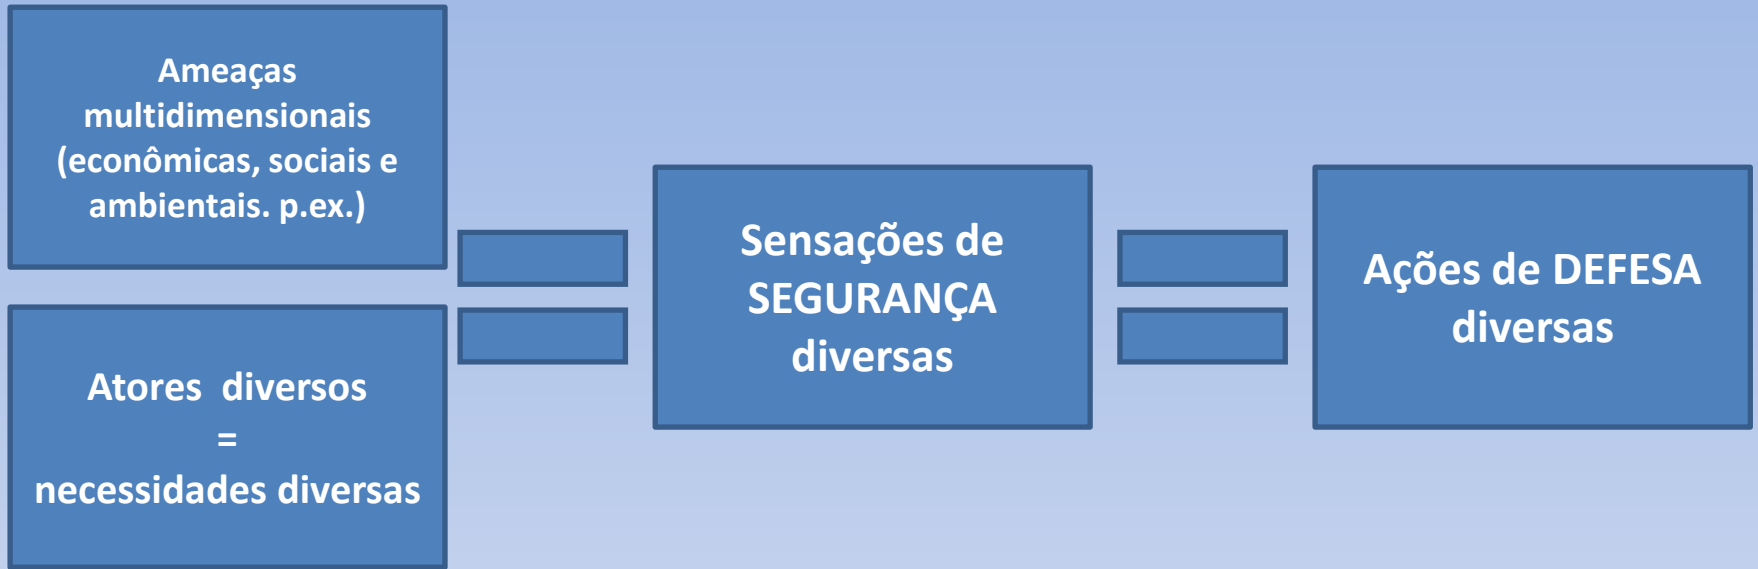 Ameaças
multidimensionais
(econômicas, sociais e
ambientais. p.ex.)
Atores diversos
=
necessidades diversas
Sensações de
SEGURANÇA
diversas
Ações de DEFESA
diversas